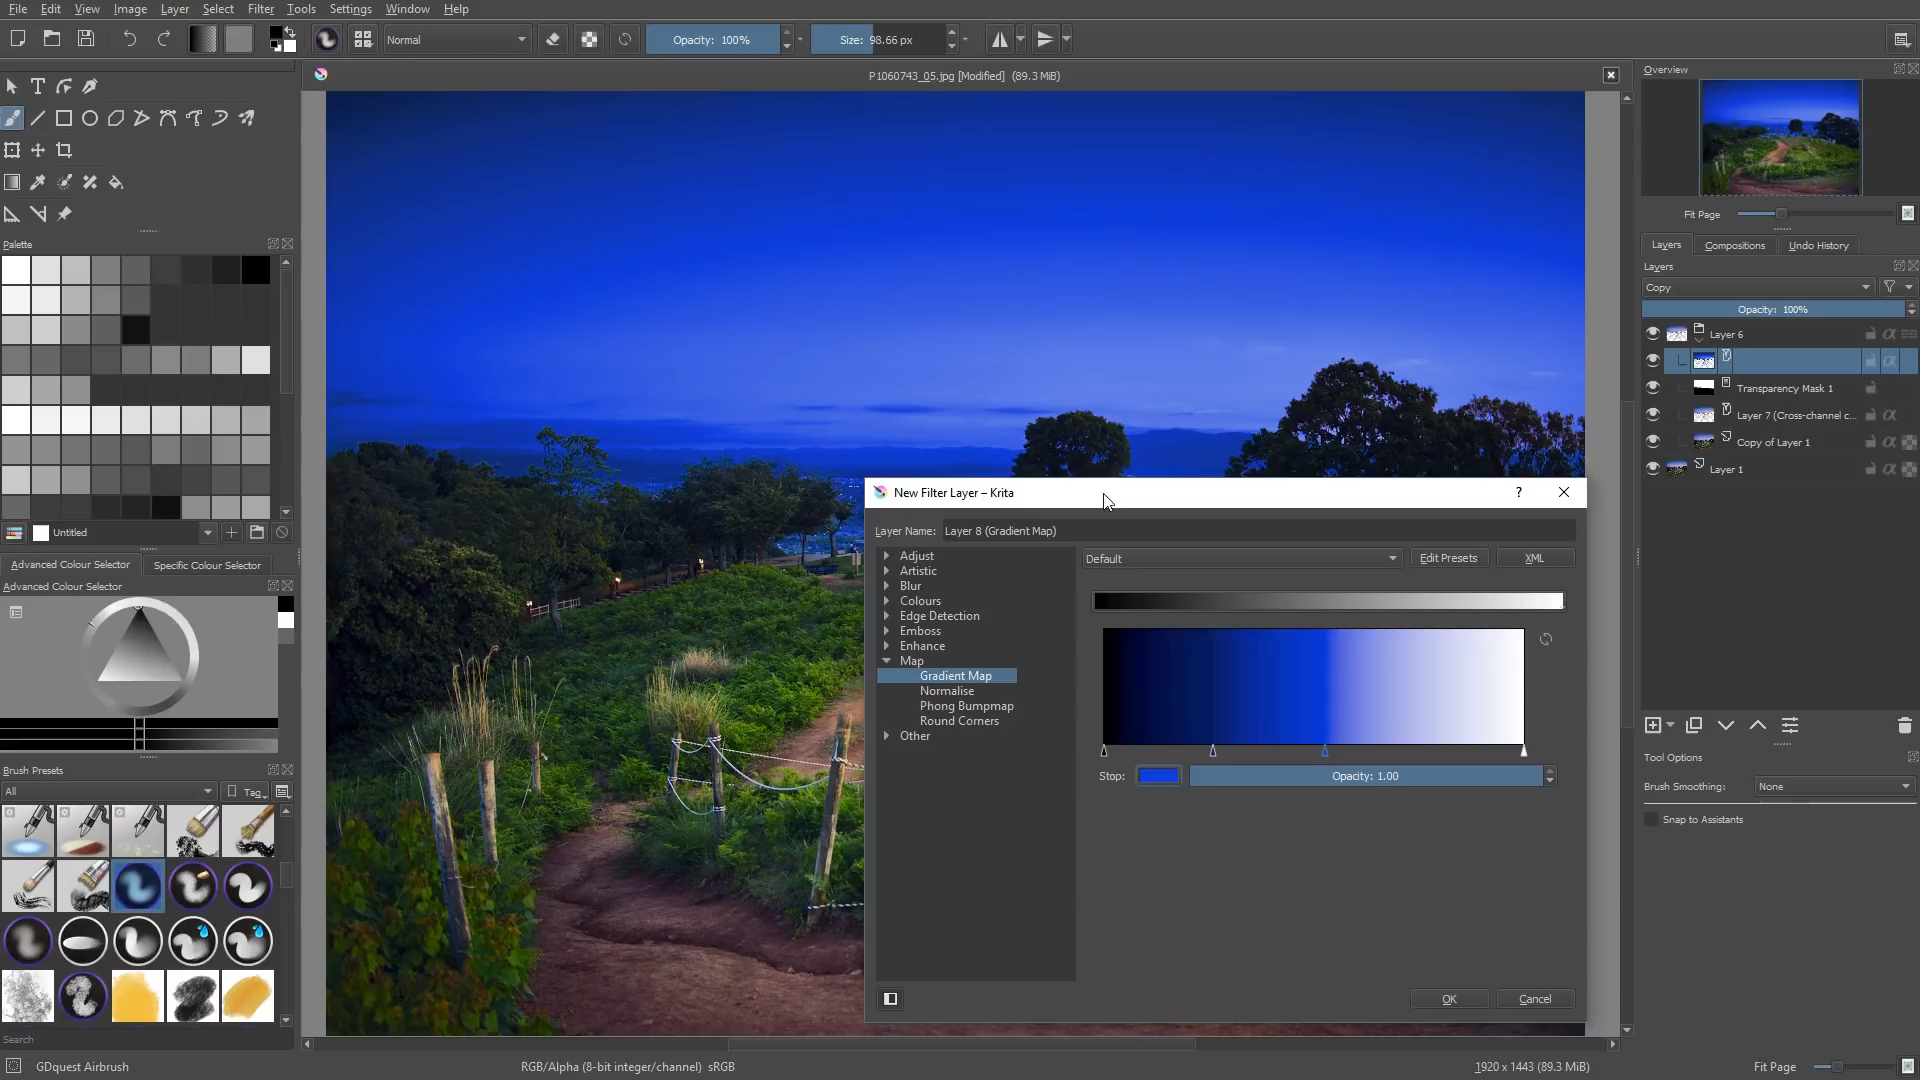 File Edit View Image Layer Select Filter Tools Settings Window Help
Normal
Opacity: 100%
Size: 98.66 px
P1060743_05.jpg [Modified] (89.3 MiB)
Overview
Fit Page
Palette
Untitled
Advanced Colour Selector
Specific Colour Selector
Advanced Colour Selector
Brush Presets
All
Tag
Search
GDquest Airbrush
RGB/Alpha (8-bit integer/channel) sRGB
1920 x 1443 (89.3 MiB)
Fit Page
New Filter Layer – Krita
?
Layer Name: Layer 8 (Gradient Map)
Adjust
Artistic
Blur
Colours
Edge Detection
Emboss
Enhance
Map
Gradient Map
Normalise
Phong Bumpmap
Round Corners
Other
Default
Edit Presets
XML
Stop:
Opacity: 1.00
OK
Cancel
Layers
Compositions
Undo History
Layers
Copy
Opacity: 100%
Layer 6
Transparency Mask 1
Layer 7 (Cross-channel c...
Copy of Layer 1
Layer 1
Tool Options
Brush Smoothing: None
Snap to Assistants